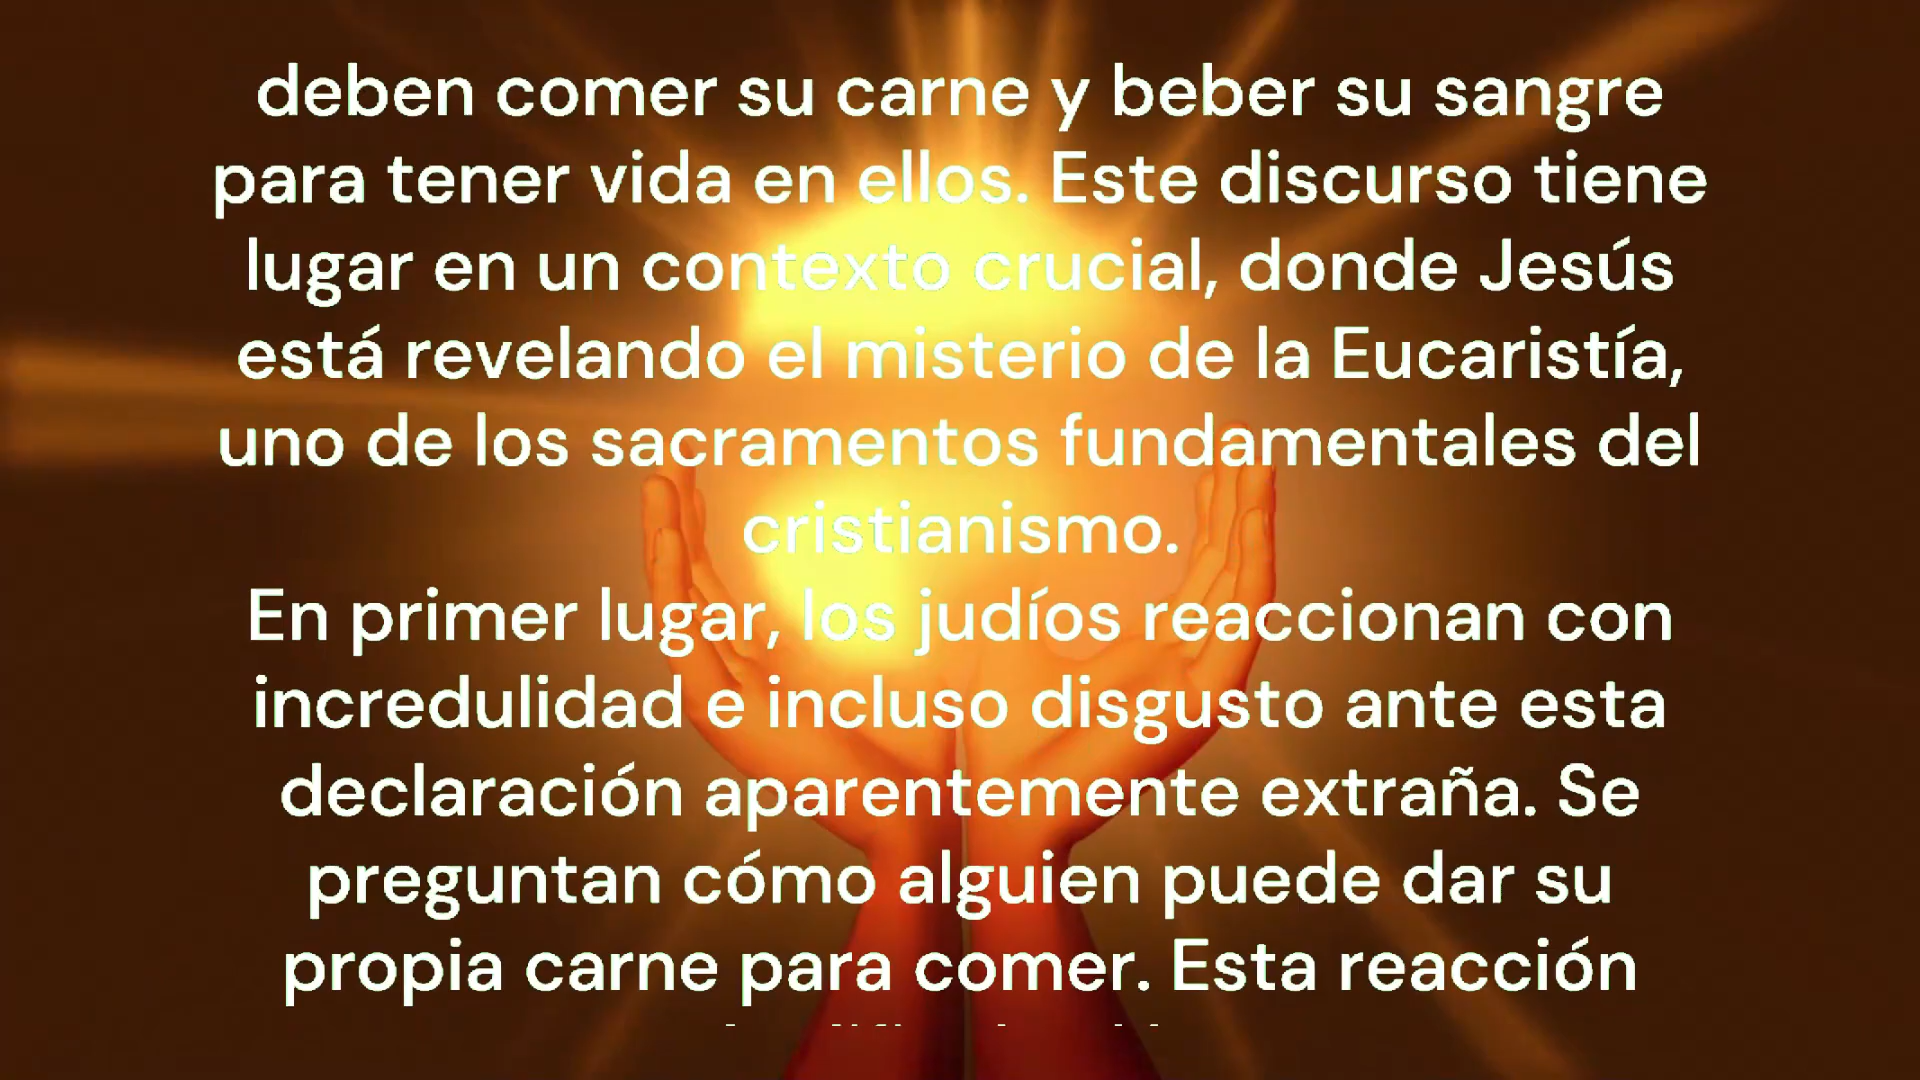 deben comer su carne y beber su sangre
para tener vida en ellos. Este discurso tiene
lugar en un contexto crucial, donde Jesús
está revelando el misterio de la Eucaristía,
uno de los sacramentos fundamentales del
cristianismo.
En primer lugar, los judíos reaccionan con
incredulidad e incluso disgusto ante esta
declaración aparentemente extraña. Se
preguntan cómo alguien puede dar su
propia carne para comer. Esta reacción